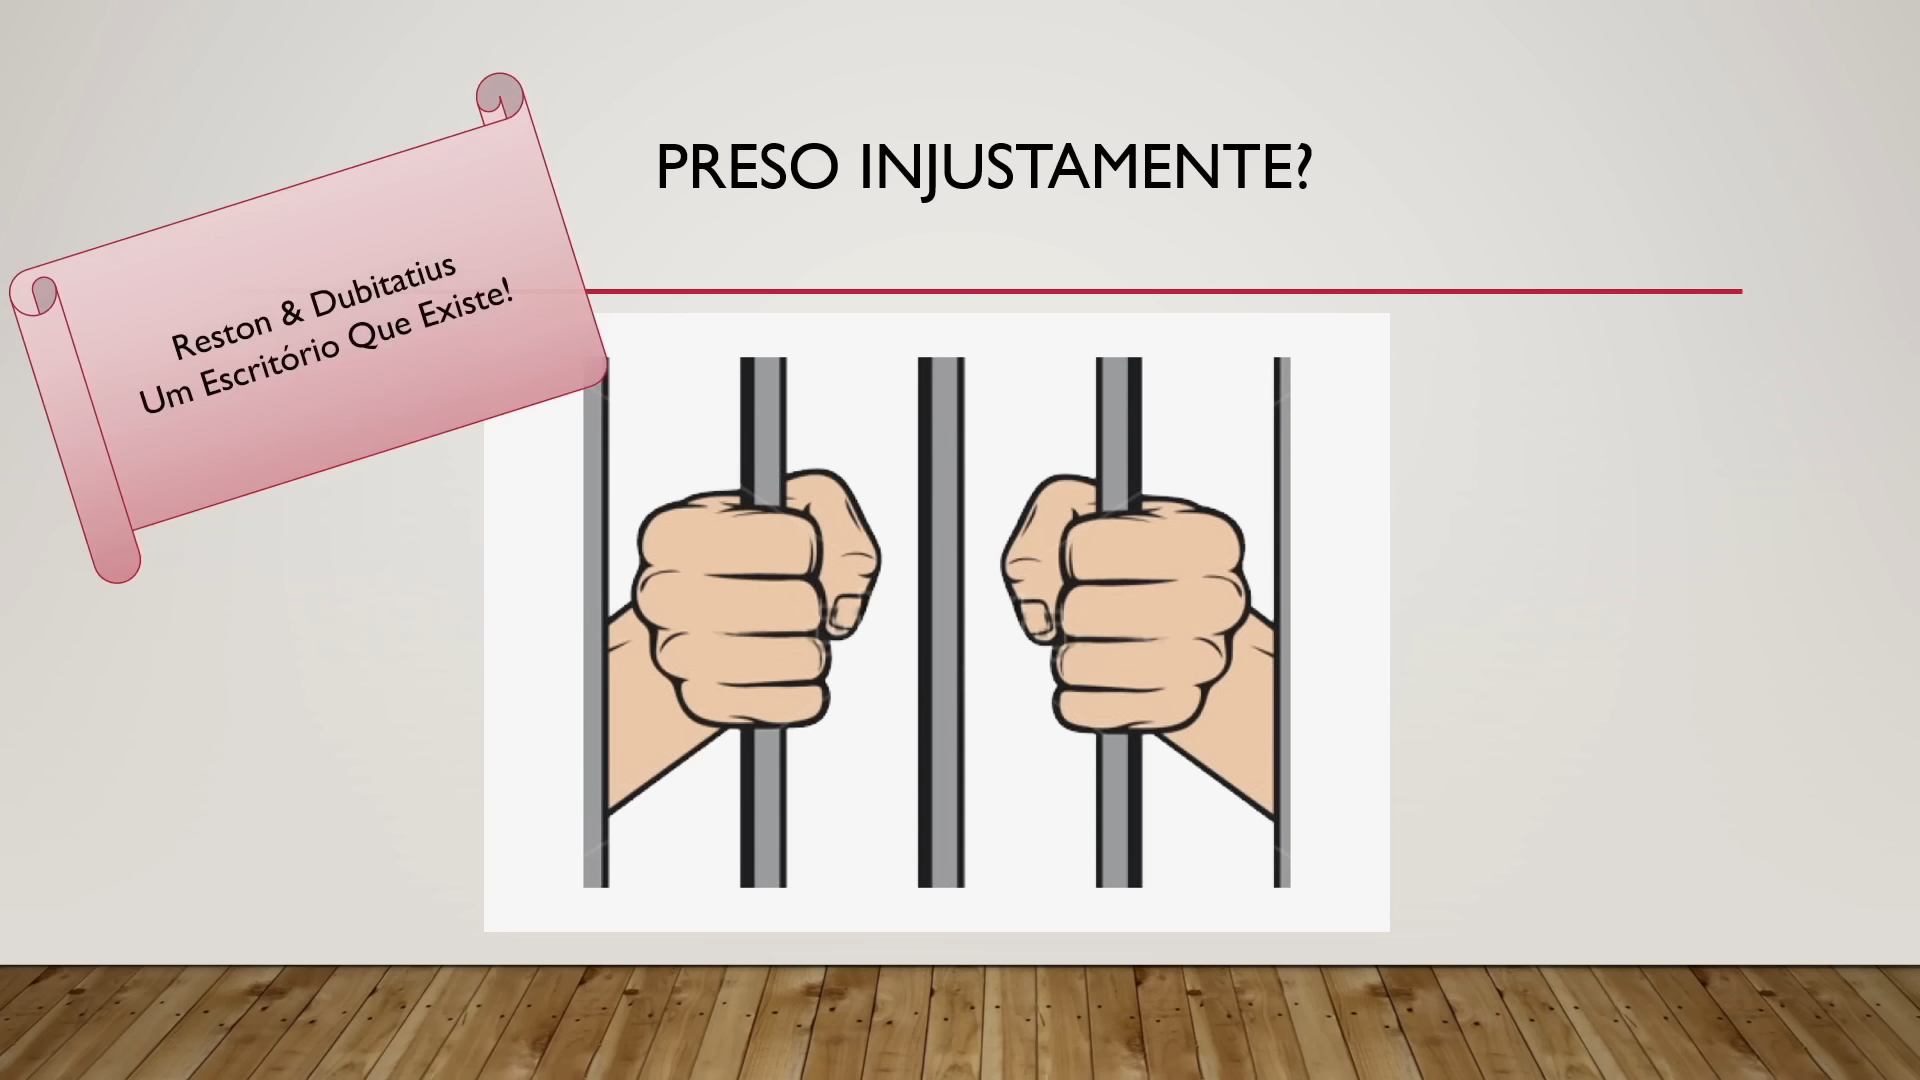 PRESO INJUSTAMENTE?
Reston & Dubitatius
Um Escritório Que Existe!